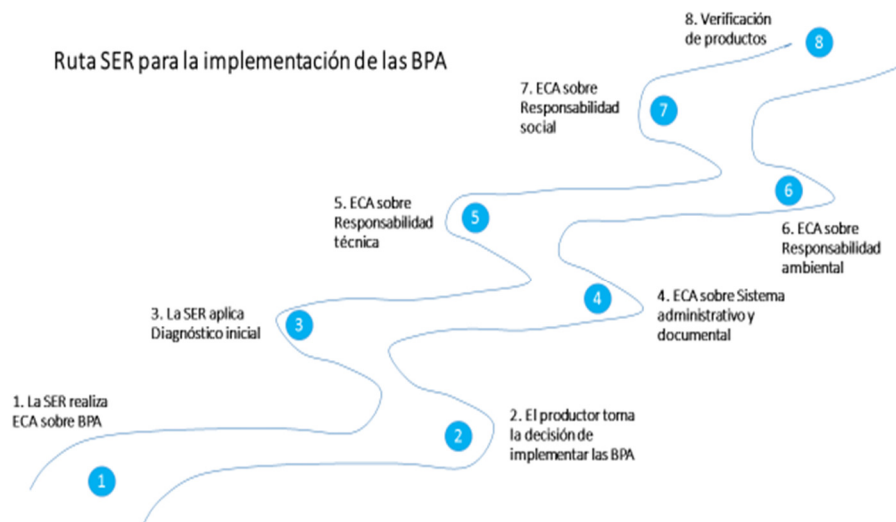 Ruta SER para la implementación de las BPA
1. La SER realiza
ECA sobre BPA
1
2
2. El productor toma
la decisión de
implementar las BPA
3. La SER aplica
Diagnóstico inicial
3
4
4. ECA sobre Sistema
administrativo y
documental
5. ECA sobre
Responsabilidad
técnica
5
6
6. ECA sobre
Responsabilidad
ambiental
7. ECA sobre
Responsabilidad
social
7
8. Verificación
de productos
8